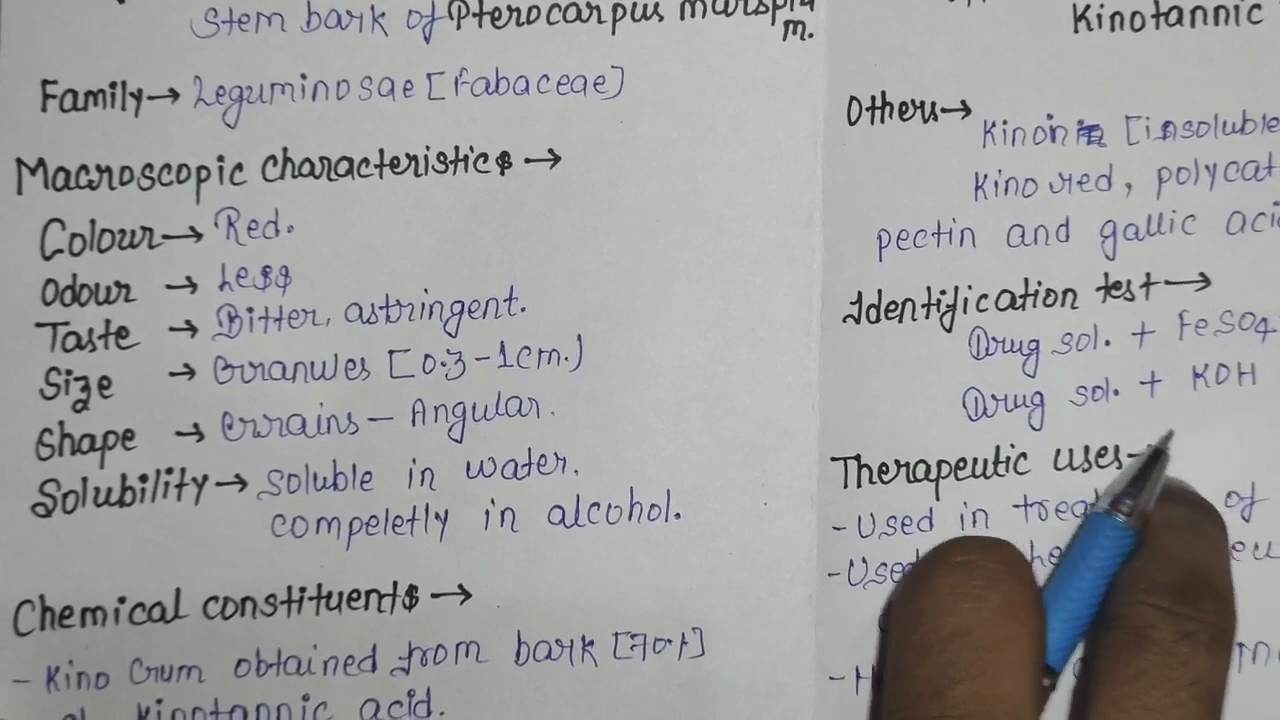 Stem bark of Pterocarpus marspiu
m.
Family→ Leguminosae [Fabaceae)
Macroscopic characteristics →
Colour→ Red.
Odour → Less
Taste → Bitter, astringent.
Size → Granules [0.3-1cm.)
Shape → Grains - Angular.
Solubility→ soluble in water.
compeletly in alcohol.
Chemical constituents →
- Kino Gum obtained from bark [70%]
Kinotannic acid.
Kinotannic
Others→
[insoluble
Kino red, polycat
pectin and gallic aci
Identification test→
Drug sol. + FeSO4
Drug sol. + KOH
Therapeutic uses-
- Used in of